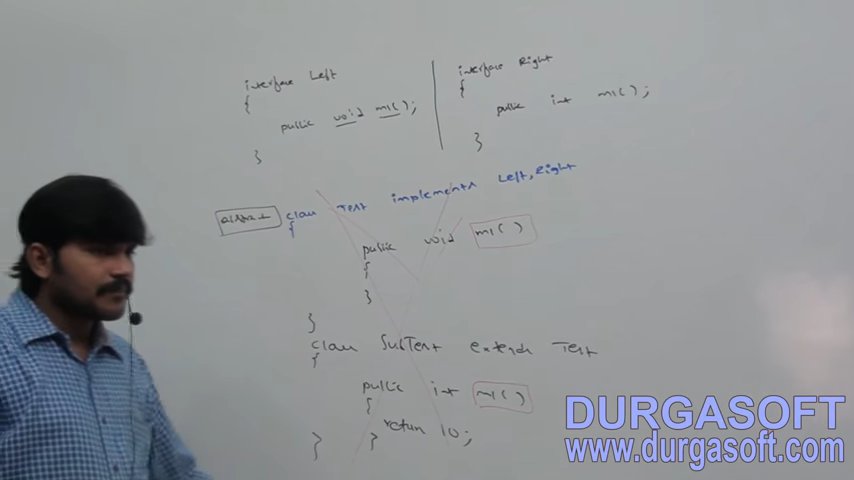 interface Left
{
public void m1( );
}
interface Right
{
public int m1( );
}
abstract class Test implements Left, Right
{
public void m1( )
{
}
}
class SubTest extends Test
{
public int m1( )
{
return 10;
}
}
DURGASOFT
www.durgasoft.com